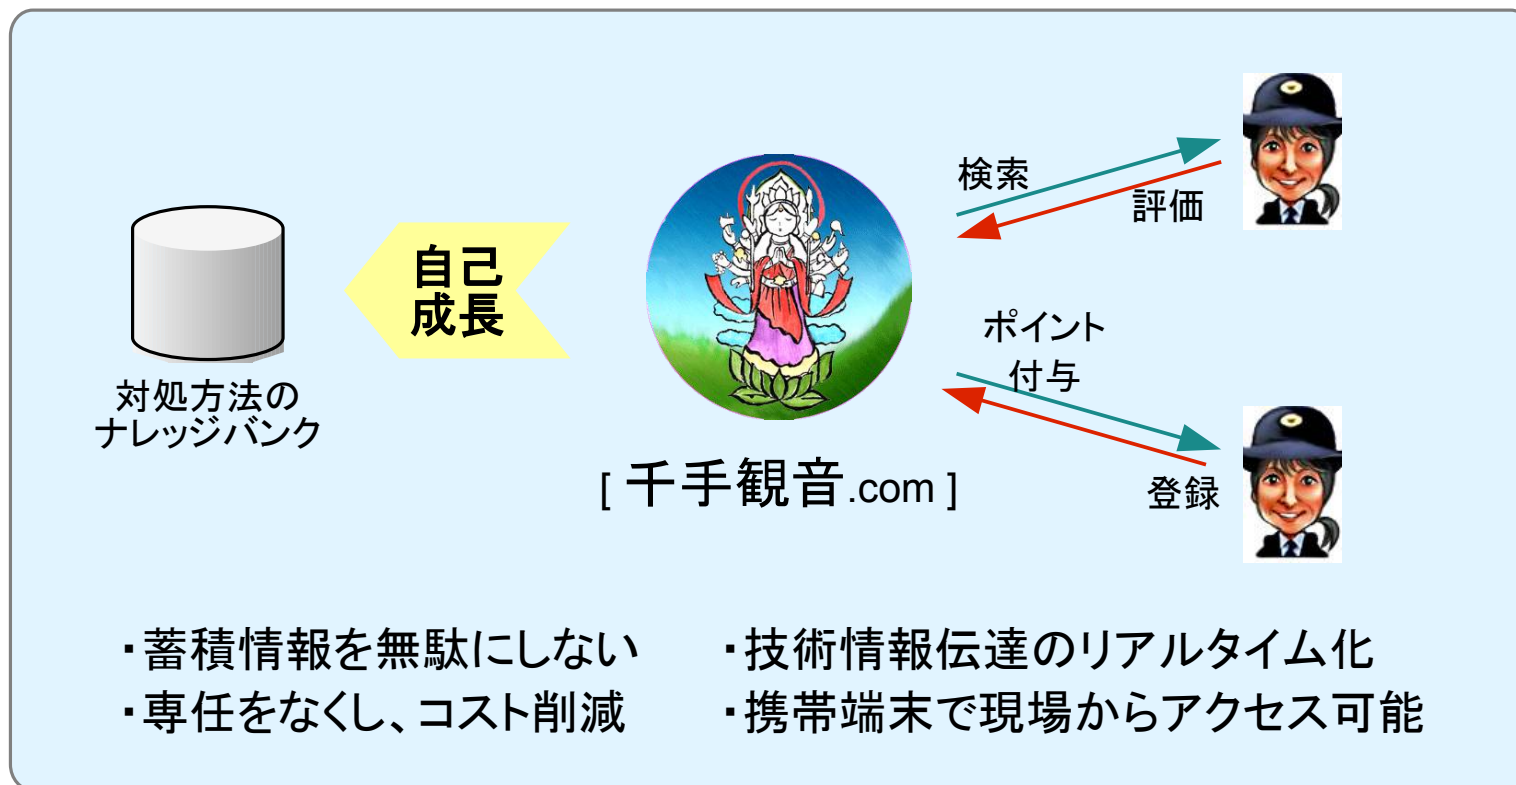 検索
評価
自己
成長
ポイント
付与
対処方法の
ナレッジバンク
[ 千手観音.com ]
登録
・蓄積情報を無駄にしない
・技術情報伝達のリアルタイム化
・専任をなくし、コスト削減
・携帯端末で現場からアクセス可能